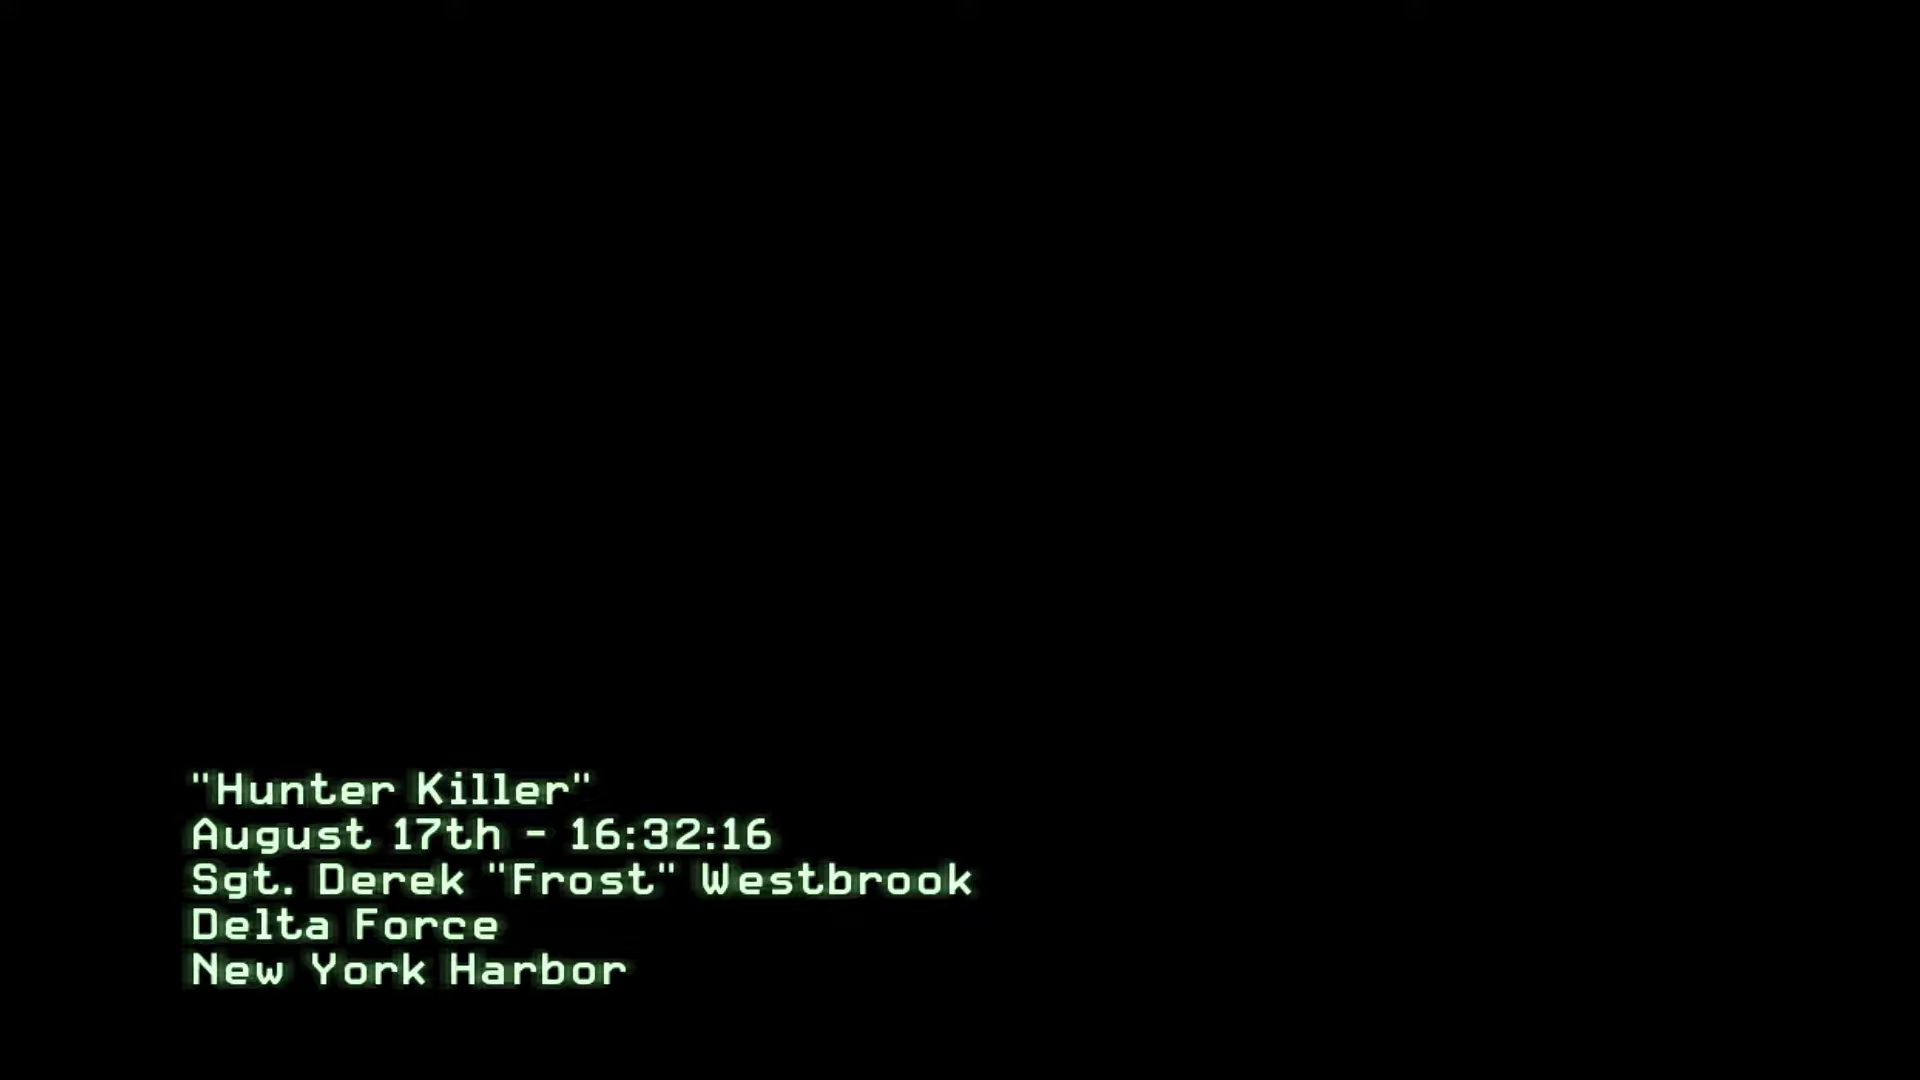 "Hunter Killer"
August 17th - 16:32:16
Sgt. Derek "Frost" Westbrook
Delta Force
New York Harbor